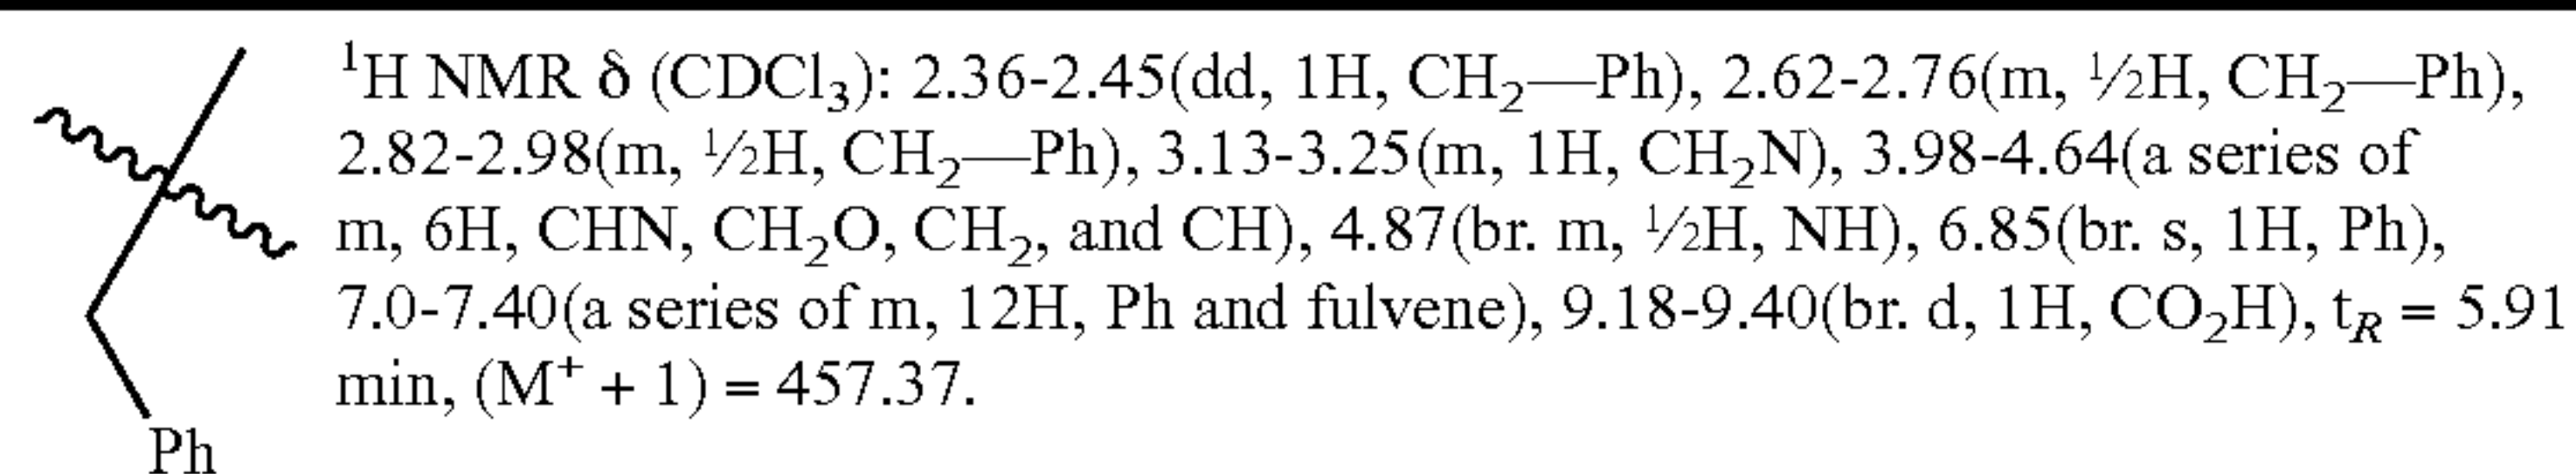 ¹H NMR δ (CDCl₃): 2.36-2.45(dd, 1H, CH₂—Ph), 2.62-2.76(m, ½H, CH₂—Ph),
2.82-2.98(m, ½H, CH₂—Ph), 3.13-3.25(m, 1H, CH₂N), 3.98-4.64(a series of
m, 6H, CHN, CH₂O, CH₂, and CH), 4.87(br. m, ½H, NH), 6.85(br. s, 1H, Ph),
7.0-7.40(a series of m, 12H, Ph and fulvene), 9.18-9.40(br. d, 1H, CO₂H), t_R = 5.91
min, (M⁺ + 1) = 457.37.
Ph